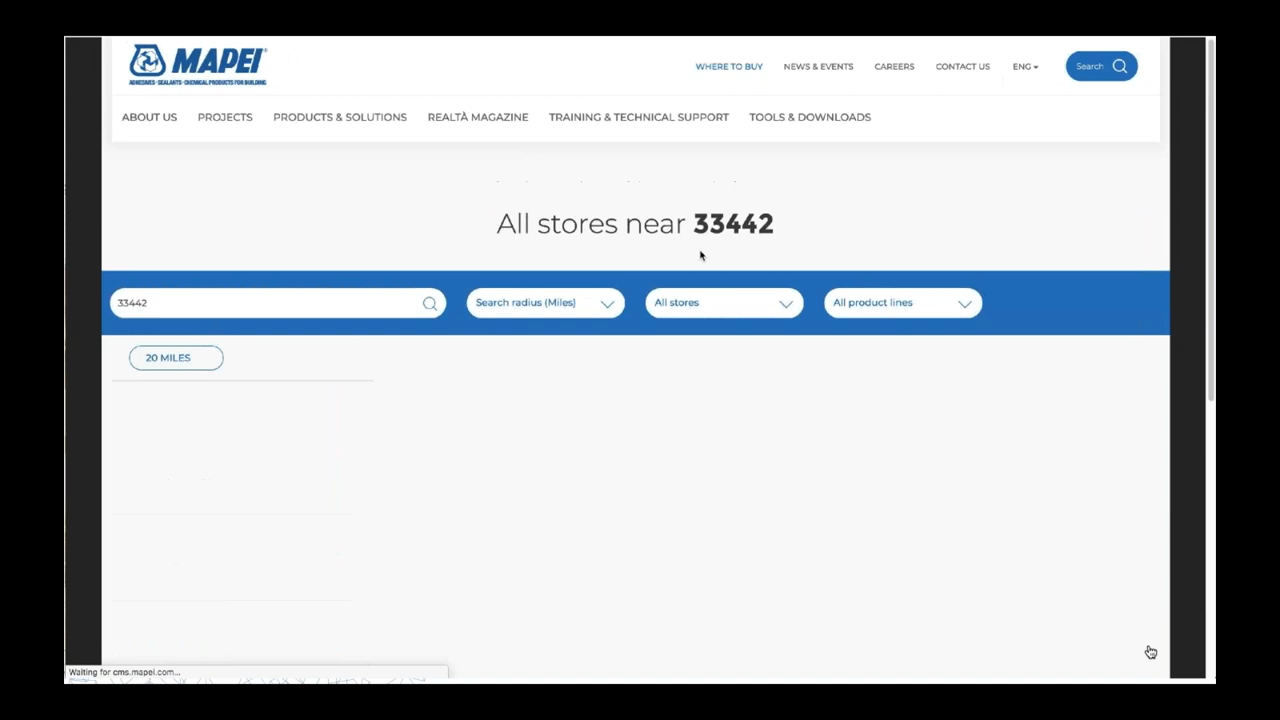 MAPEI
ADHESIVES · SEALANTS · CHEMICAL PRODUCTS FOR BUILDING
WHERE TO BUY NEWS & EVENTS CAREERS CONTACT US ENG Search
ABOUT US PROJECTS PRODUCTS & SOLUTIONS REALTÀ MAGAZINE TRAINING & TECHNICAL SUPPORT TOOLS & DOWNLOADS
All stores near 33442
33442 Search radius (Miles) All stores All product lines
20 MILES
Waiting for cms.mapei.com...